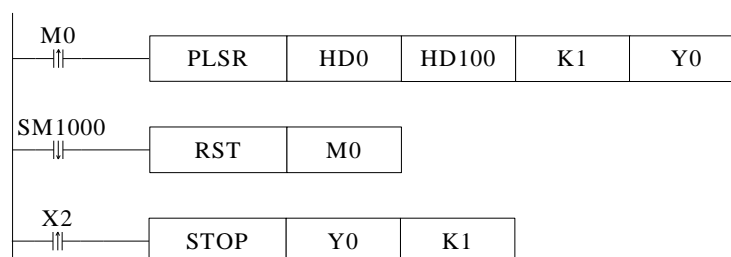 M0
PLSR HD0 HD100 K1 Y0
SM1000
RST M0
X2
STOP Y0 K1